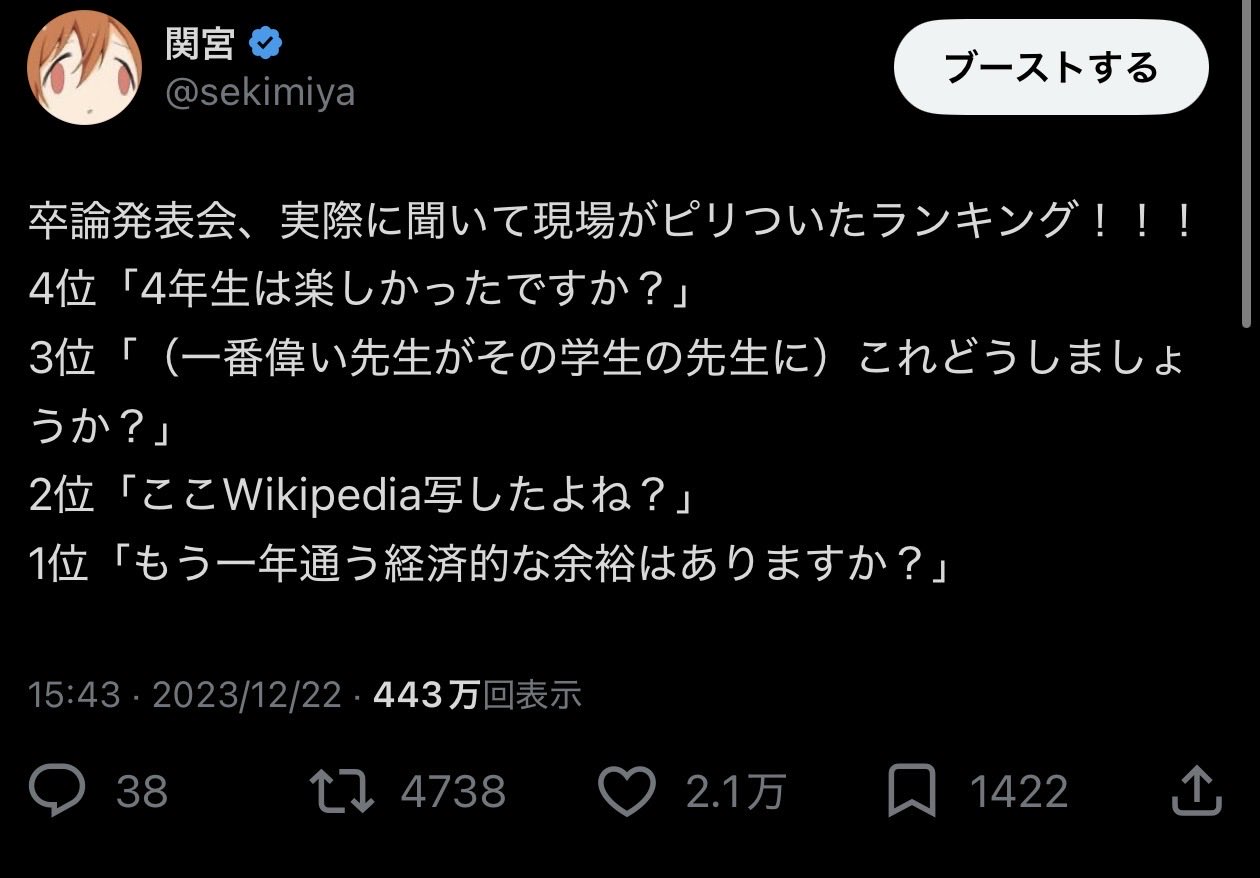 関宮
@sekimiya
ブーストする
卒論発表会、実際に聞いて現場がピリついたランキング！！！
4位「4年生は楽しかったですか？」
3位「（一番偉い先生がその学生の先生に）これどうしましょ
うか？」
2位「ここWikipedia写したよね？」
1位「もう一年通う経済的な余裕はありますか？」
15:43 · 2023/12/22 · 443万回表示
38 4738 2.1万 1422